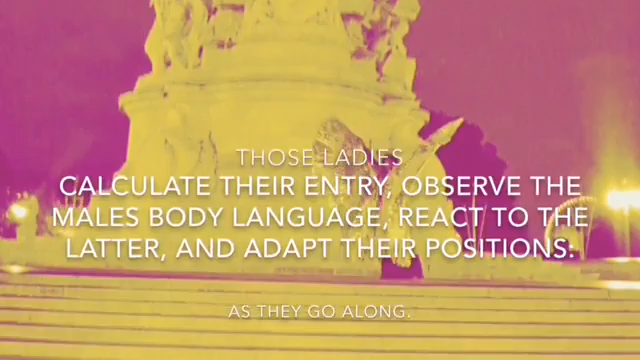 THOSE LADIES
CALCULATE THEIR ENTRY, OBSERVE THE
MALES BODY LANGUAGE, REACT TO THE
LATTER, AND ADAPT THEIR POSITIONS:
AS THEY GO ALONG.